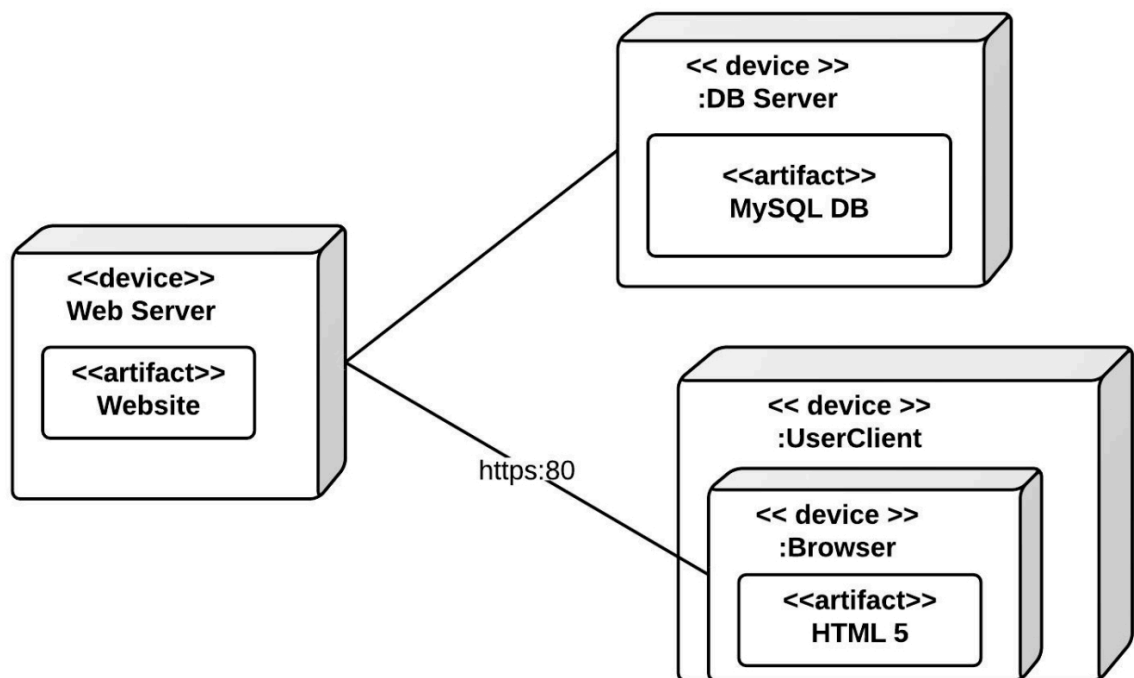 << device >>
:DB Server
<<artifact>>
MySQL DB
<<device>>
Web Server
<<artifact>>
Website
https:80
<< device >>
:UserClient
<< device >>
:Browser
<<artifact>>
HTML 5